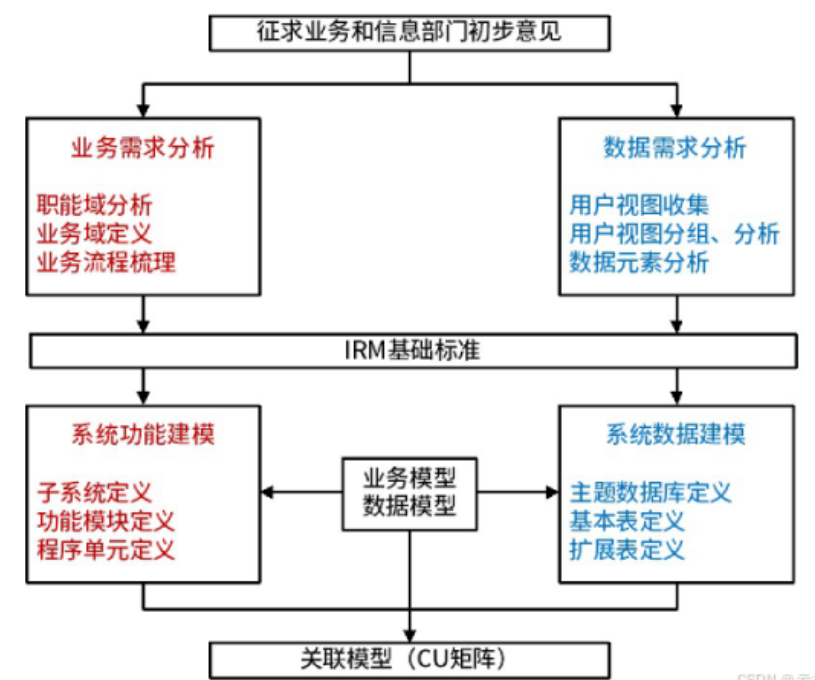 征求业务和信息部门初步意见
业务需求分析
职能域分析
业务域定义
业务流程梳理
数据需求分析
用户视图收集
用户视图分组、分析
数据元素分析
IRM基础标准
系统功能建模
子系统定义
功能模块定义
程序单元定义
业务模型
数据模型
系统数据建模
主题数据库定义
基本表定义
扩展表定义
关联模型（CU矩阵）